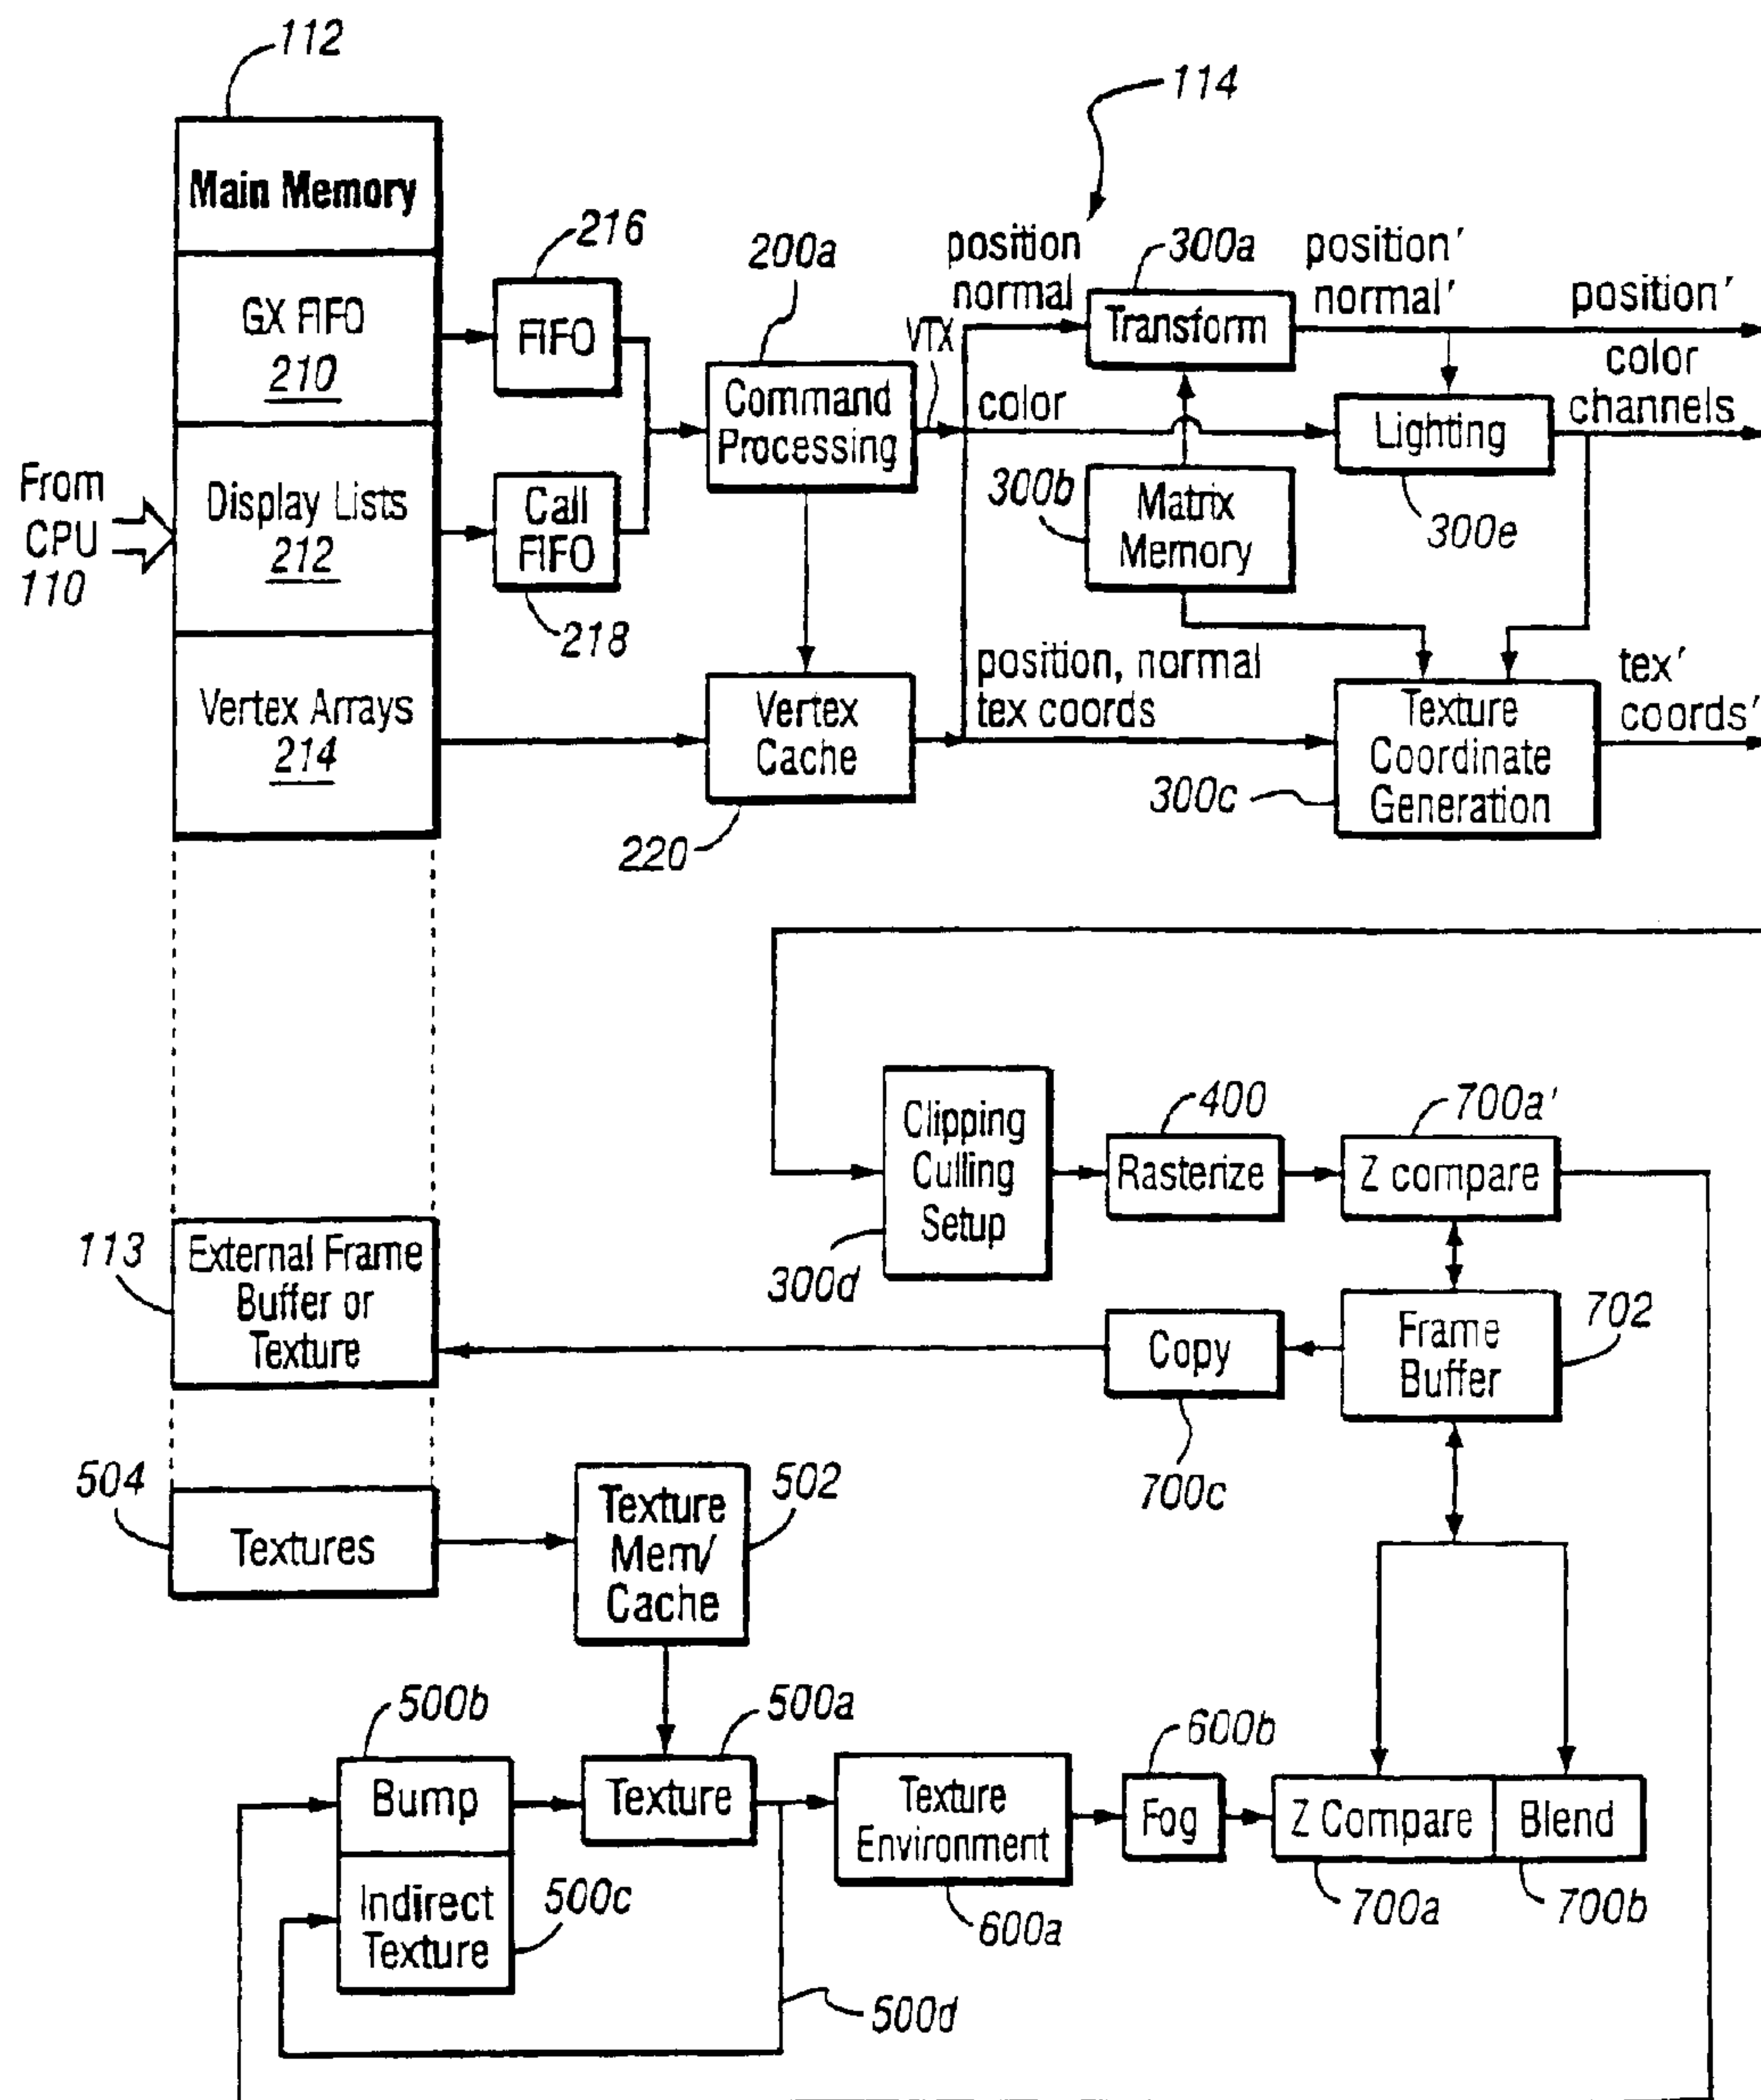 112
114
Main Memory
GX FIFO
210
Display Lists
212
Vertex Arrays
214
From
CPU
110
216
FIFO
Call
FIFO
218
200a
Command
Processing
VTX
Vertex
Cache
220
position
normal
300a
Transform
position'
normal'
position'
color
color
channels
Lighting
300e
300b
Matrix
Memory
position, normal
tex coords
Texture
Coordinate
Generation
300c
tex'
coords'
Clipping
Culling
Setup
300d
400
Rasterize
700a'
Z compare
113
External Frame
Buffer or
Texture
Copy
700c
Frame
Buffer
702
504
Textures
Texture
Mem/
Cache
502
500b
Bump
Indirect
Texture
500c
500a
Texture
500d
Texture
Environment
600a
600b
Fog
Z Compare
700a
Blend
700b